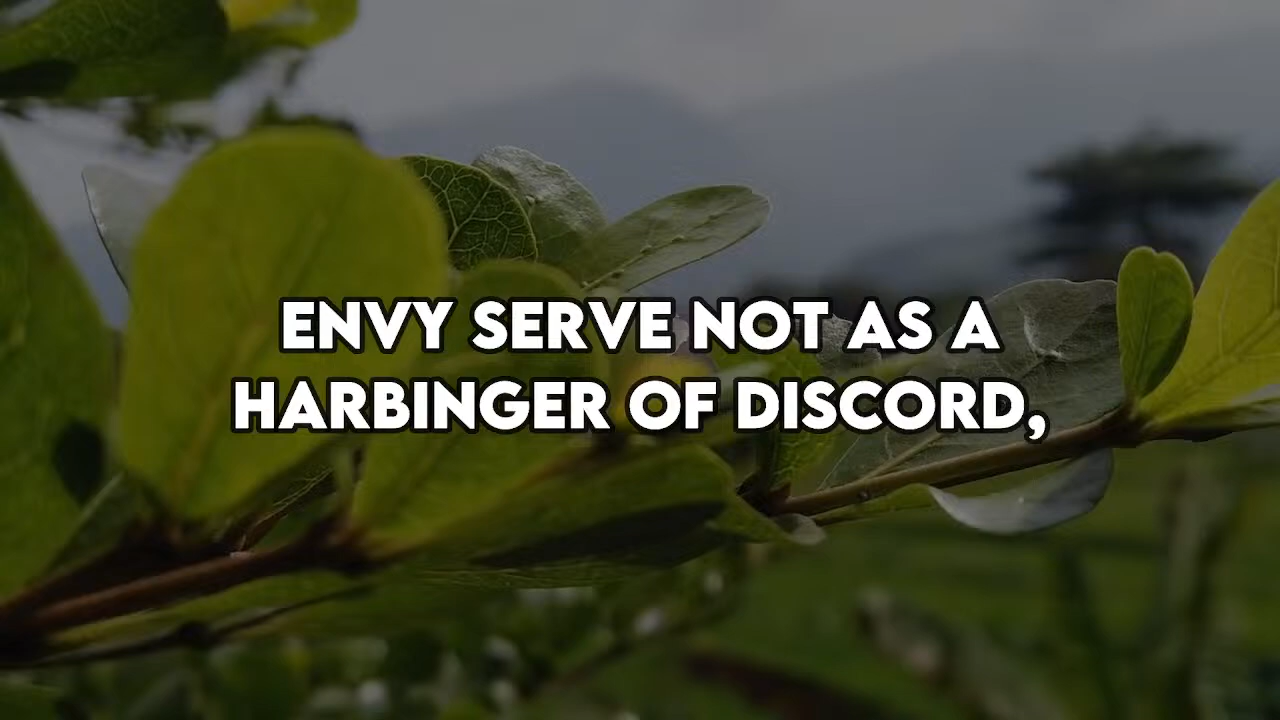 ENVY SERVE NOT AS A
HARBINGER OF DISCORD,